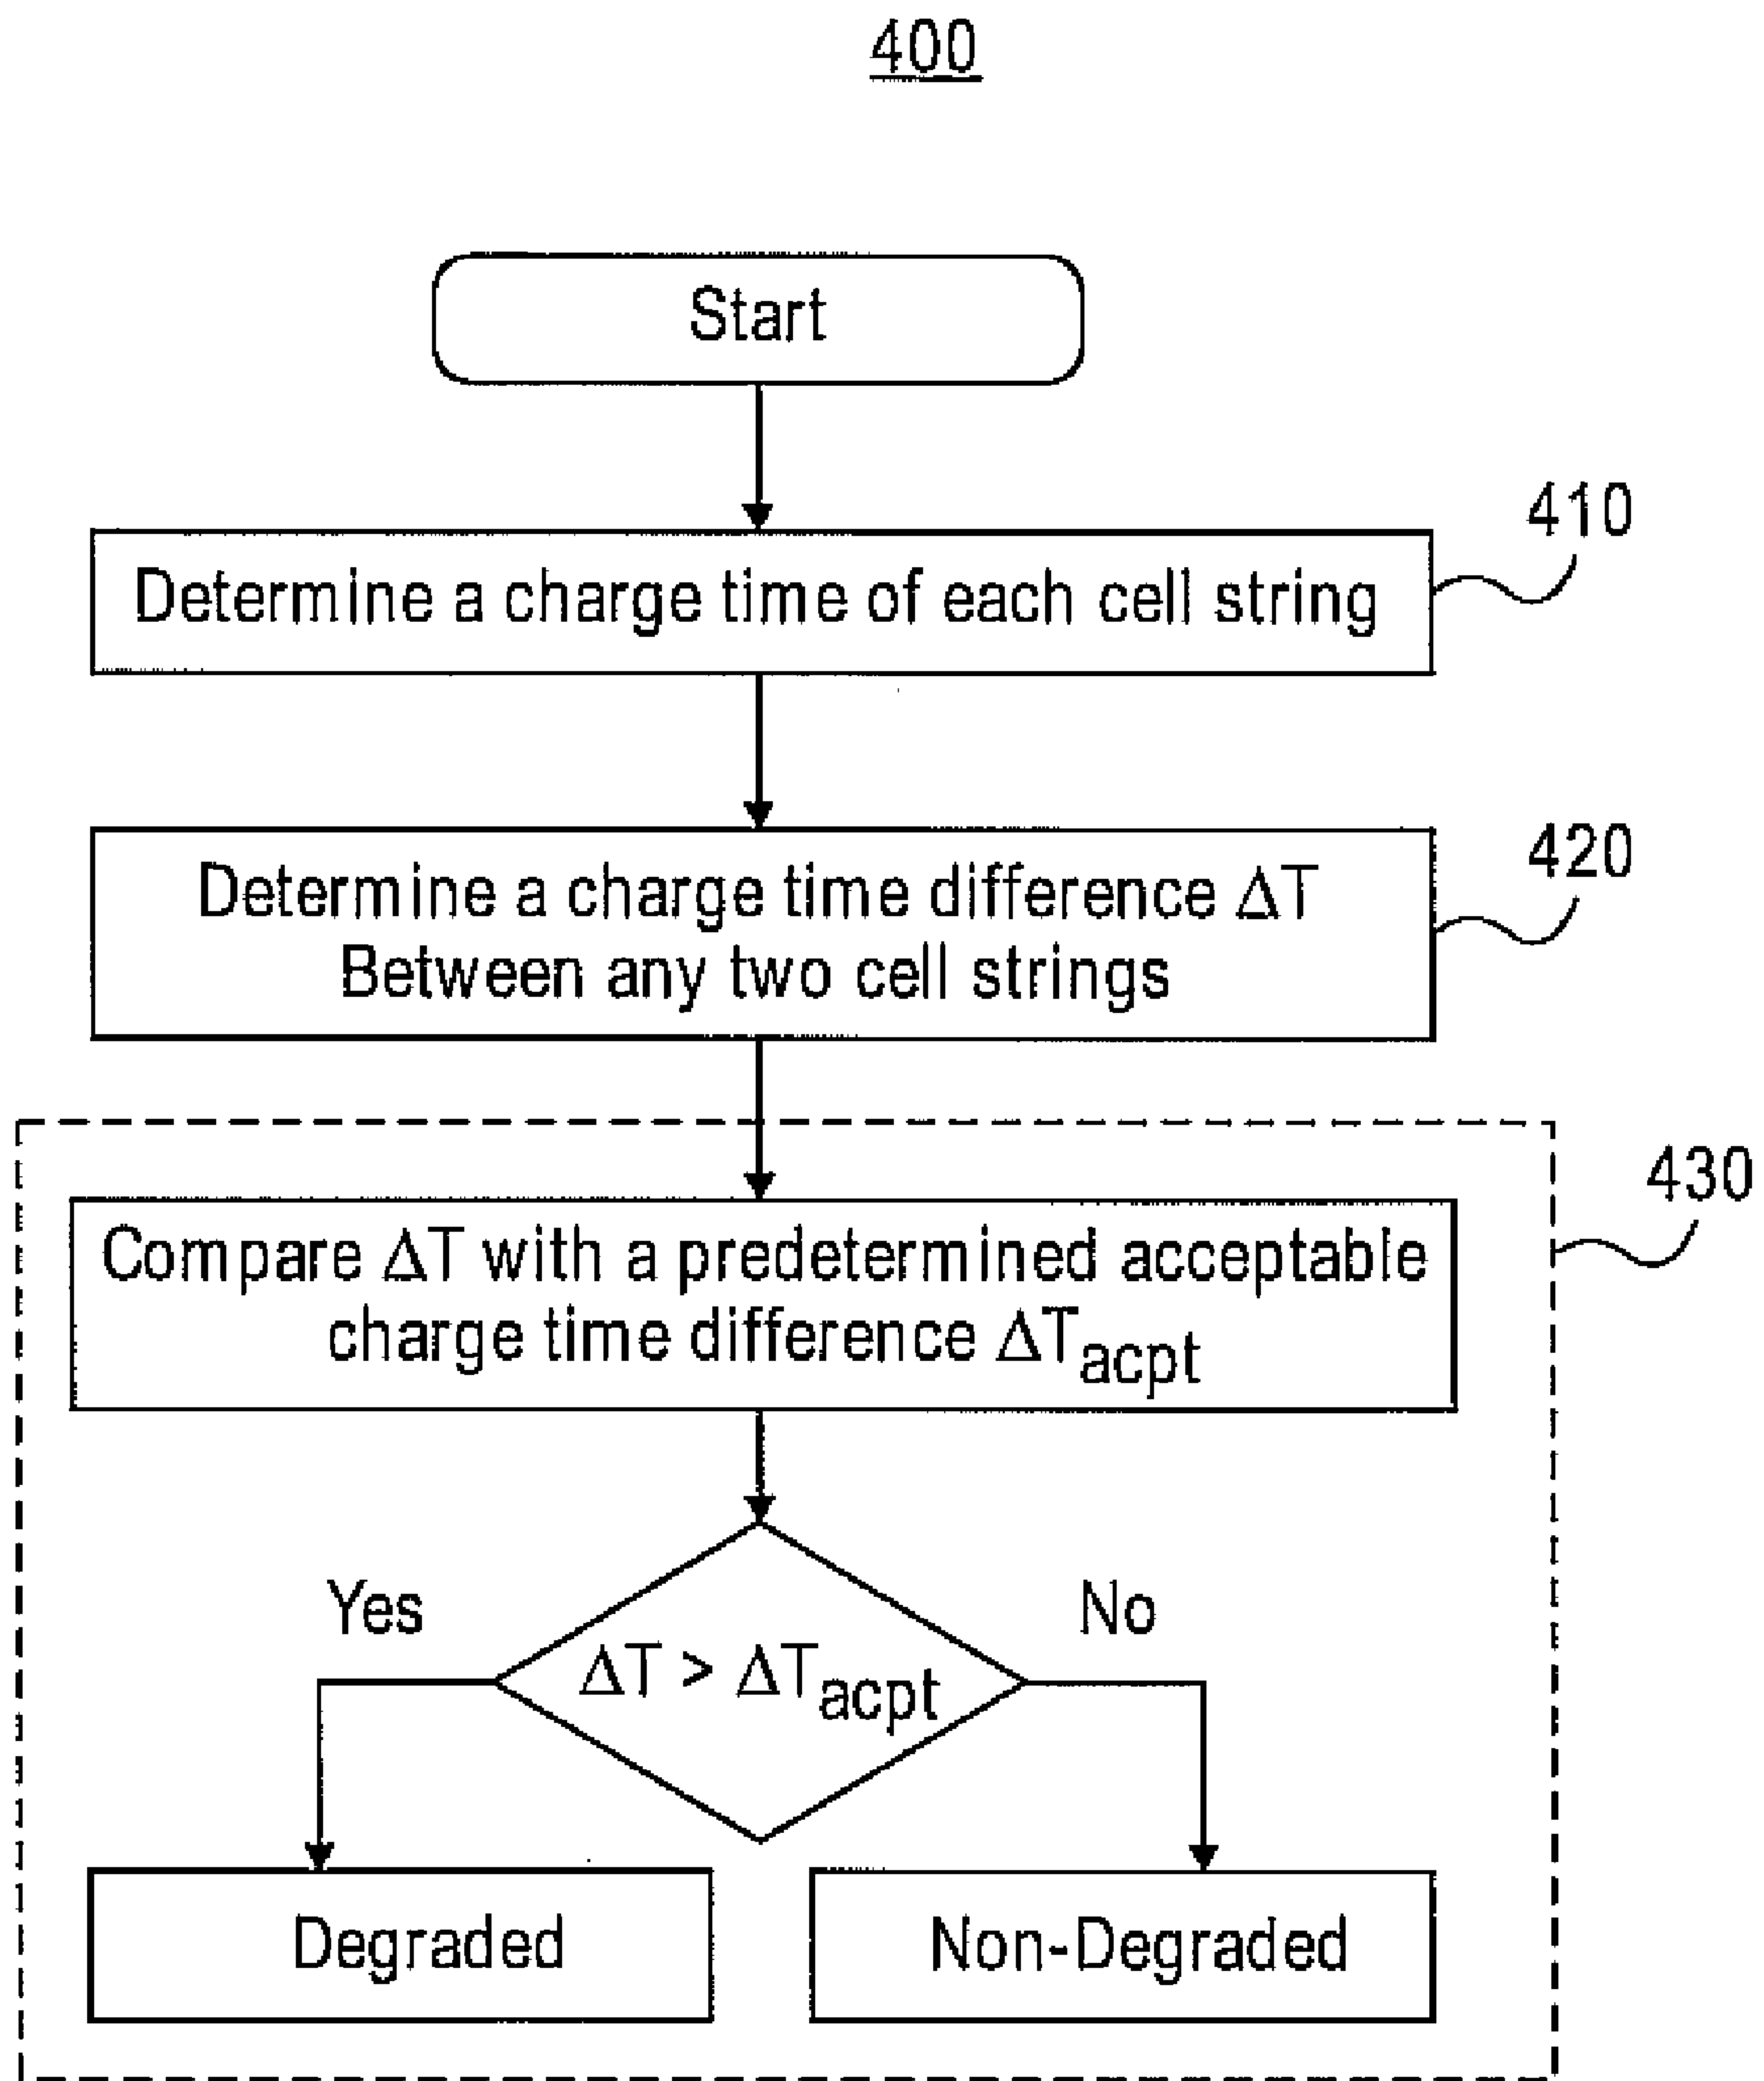 400
Start
410
Determine a charge time of each cell string
420
Determine a charge time difference ΔT
Between any two cell strings
430
Compare ΔT with a predetermined acceptable
charge time difference ΔTacpt
Yes
No
ΔT > ΔTacpt
Degraded
Non-Degraded